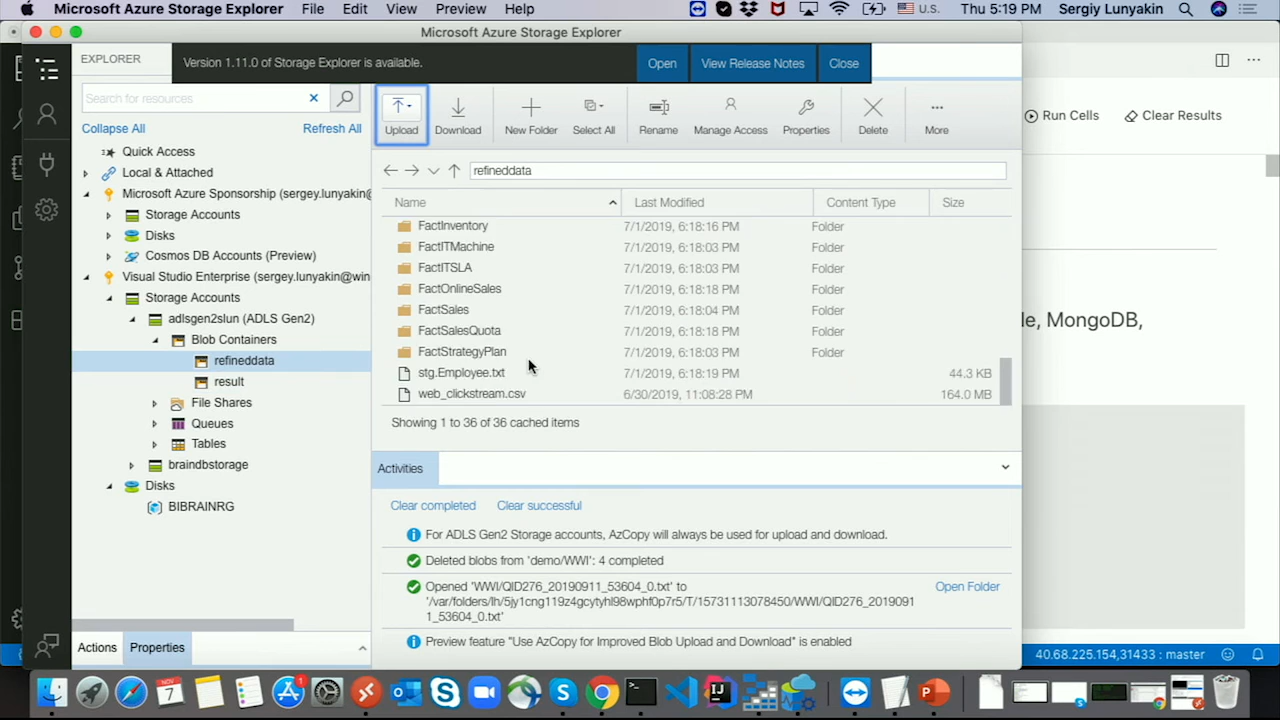 Microsoft Azure Storage Explorer File Edit View Preview Help U.S. Thu 5:19 PM Sergiy Lunyakin
Microsoft Azure Storage Explorer
EXPLORER
Version 1.11.0 of Storage Explorer is available.
Open
View Release Notes
Close
Search for resources
Collapse All
Refresh All
Upload
Download
New Folder
Select All
Rename
Manage Access
Properties
Delete
More
Run Cells
Clear Results
Quick Access
Local & Attached
Microsoft Azure Sponsorship (sergey.lunyakin@
Storage Accounts
Disks
Cosmos DB Accounts (Preview)
Visual Studio Enterprise (sergey.lunyakin@win
Storage Accounts
adlsgen2slun (ADLS Gen2)
Blob Containers
refineddata
result
File Shares
Queues
Tables
braindbstorage
Disks
BIBRAINRG
Actions
Properties
refineddata
Name Last Modified Content Type Size
FactInventory 7/1/2019, 6:18:16 PM Folder
FactITMachine 7/1/2019, 6:18:03 PM Folder
FactITSLA 7/1/2019, 6:18:03 PM Folder
FactOnlineSales 7/1/2019, 6:18:18 PM Folder
FactSales 7/1/2019, 6:18:04 PM Folder
FactSalesQuota 7/1/2019, 6:18:18 PM Folder
FactStrategyPlan 7/1/2019, 6:18:03 PM Folder
stg.Employee.txt 7/1/2019, 6:18:19 PM 44.3 KB
web_clickstream.csv 6/30/2019, 11:08:28 PM 164.0 MB
Showing 1 to 36 of 36 cached items
Activities
Clear completed
Clear successful
For ADLS Gen2 Storage accounts, AzCopy will always be used for upload and download.
Deleted blobs from 'demo/WWI': 4 completed
Opened 'WWI/QID276_20190911_53604_0.txt' to
'/var/folders/lh/5jy1cng119z4gcytyhl98wphf0p7r5/T/15731113078450/WWI/QID276_2019091
1_53604_0.txt'
Open Folder
Preview feature "Use AzCopy for Improved Blob Upload and Download" is enabled
le, MongoDB,
40.68.225.154,31433 : master
7
1